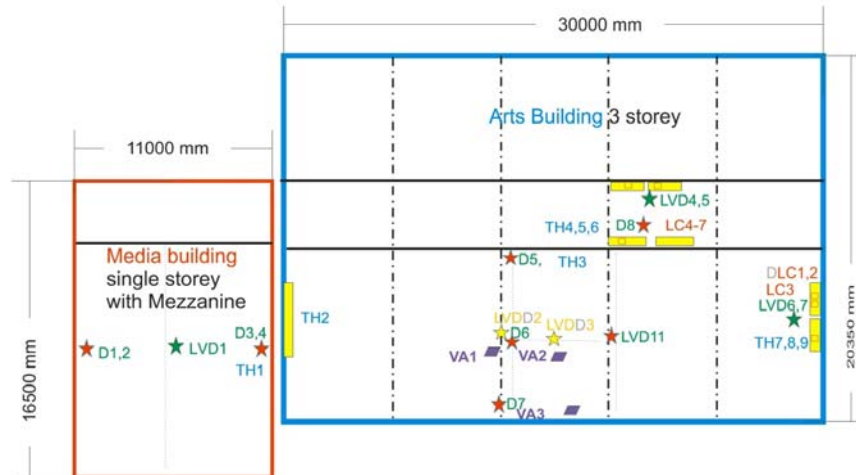 30000 mm
Arts Building 3 storey
11000 mm
LVD4,5
TH4,5,6
D8
LC4-7
Media building
single storey
with Mezzanine
D5,
TH3
DLC1,2
LC3
LVD6,7
TH2
LVDD2
LVDD3
D3,4
D6
LVD11
D1,2
LVD1
TH1
VA1
VA2
TH7,8,9
D7
VA3
16500 mm
20350 mm